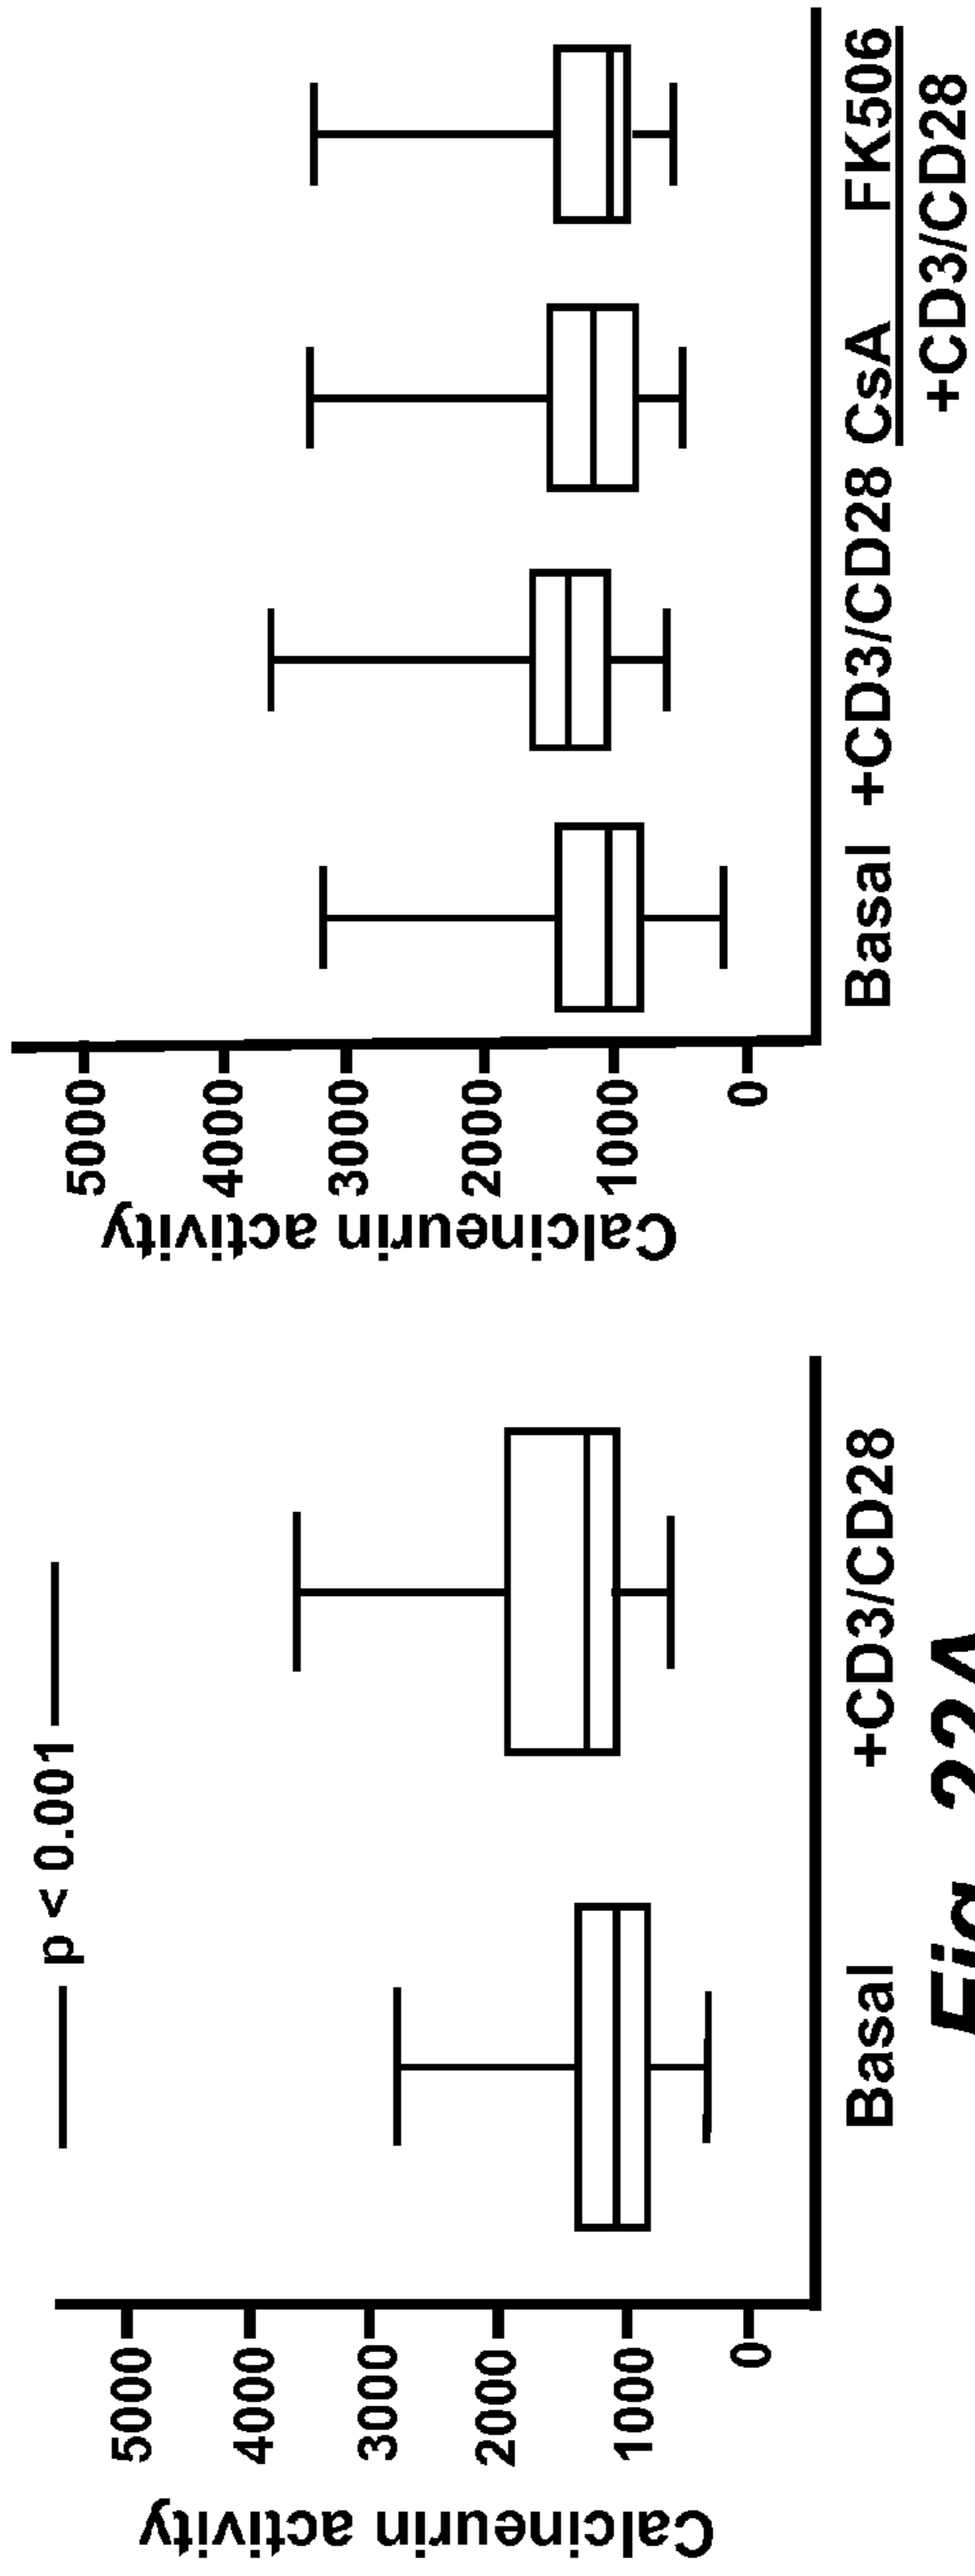 p < 0.001
Calcineurin activity
5000
4000
3000
2000
1000
0
Basal +CD3/CD28
Calcineurin activity
5000
4000
3000
2000
1000
0
Basal +CD3/CD28 CsA FK506
+CD3/CD28